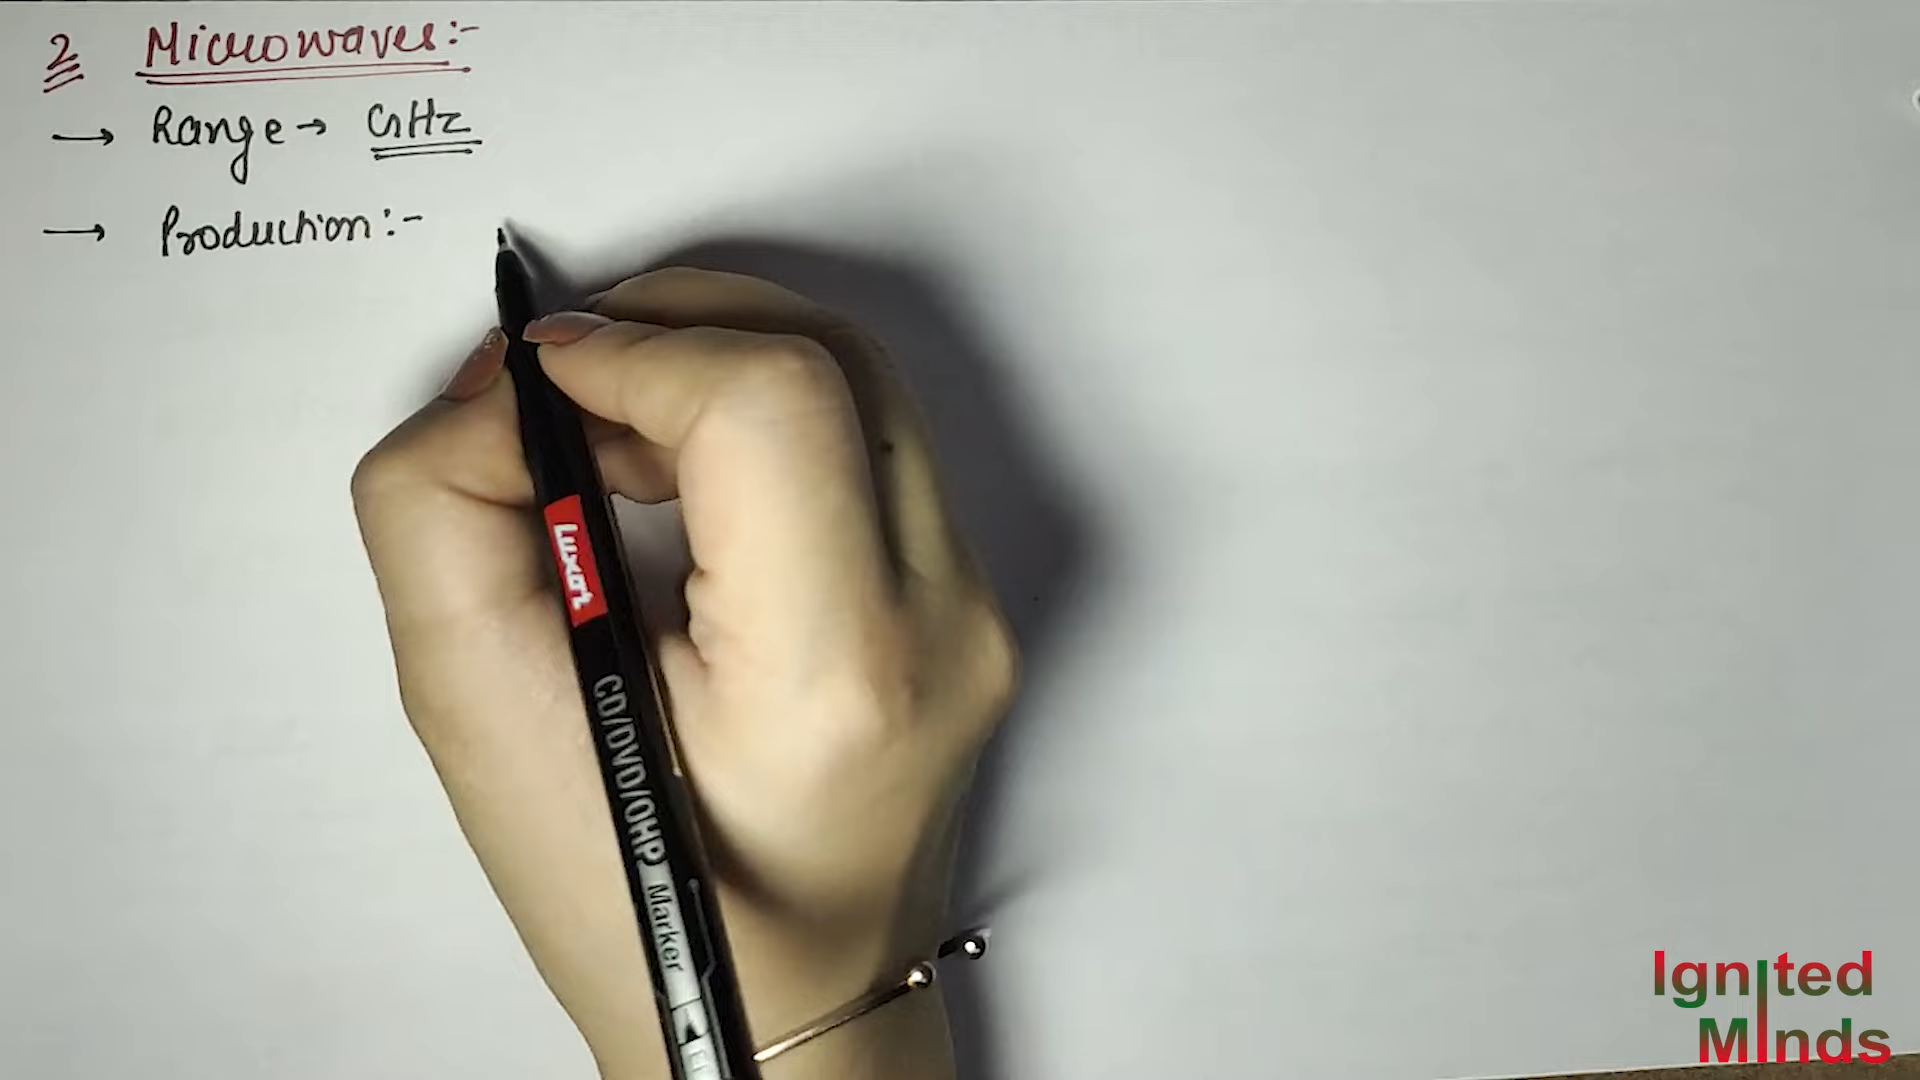 2 Microwaves:-
→ Range → GHz
→ Production:-
Luxor
CD/DVD/OHP Marker
Ignited
Minds